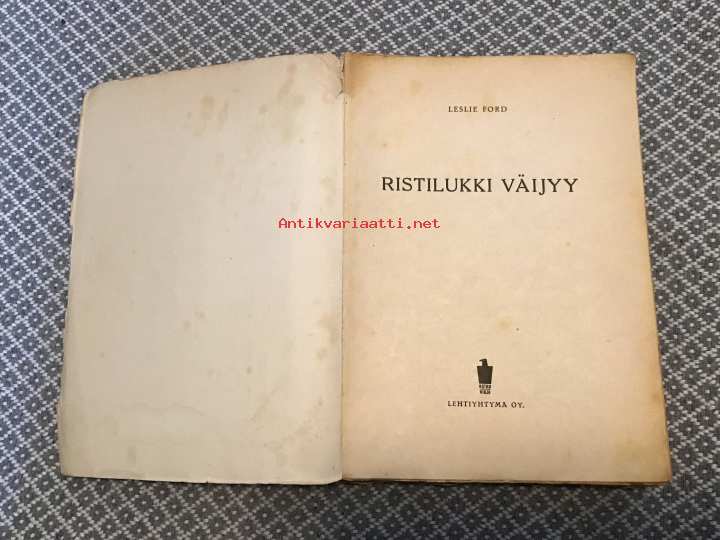 LESLIE FORD
RISTILUKKI VÄIJYY
Antikvariaatti.net
LEHTIYHTYMÄ OY.